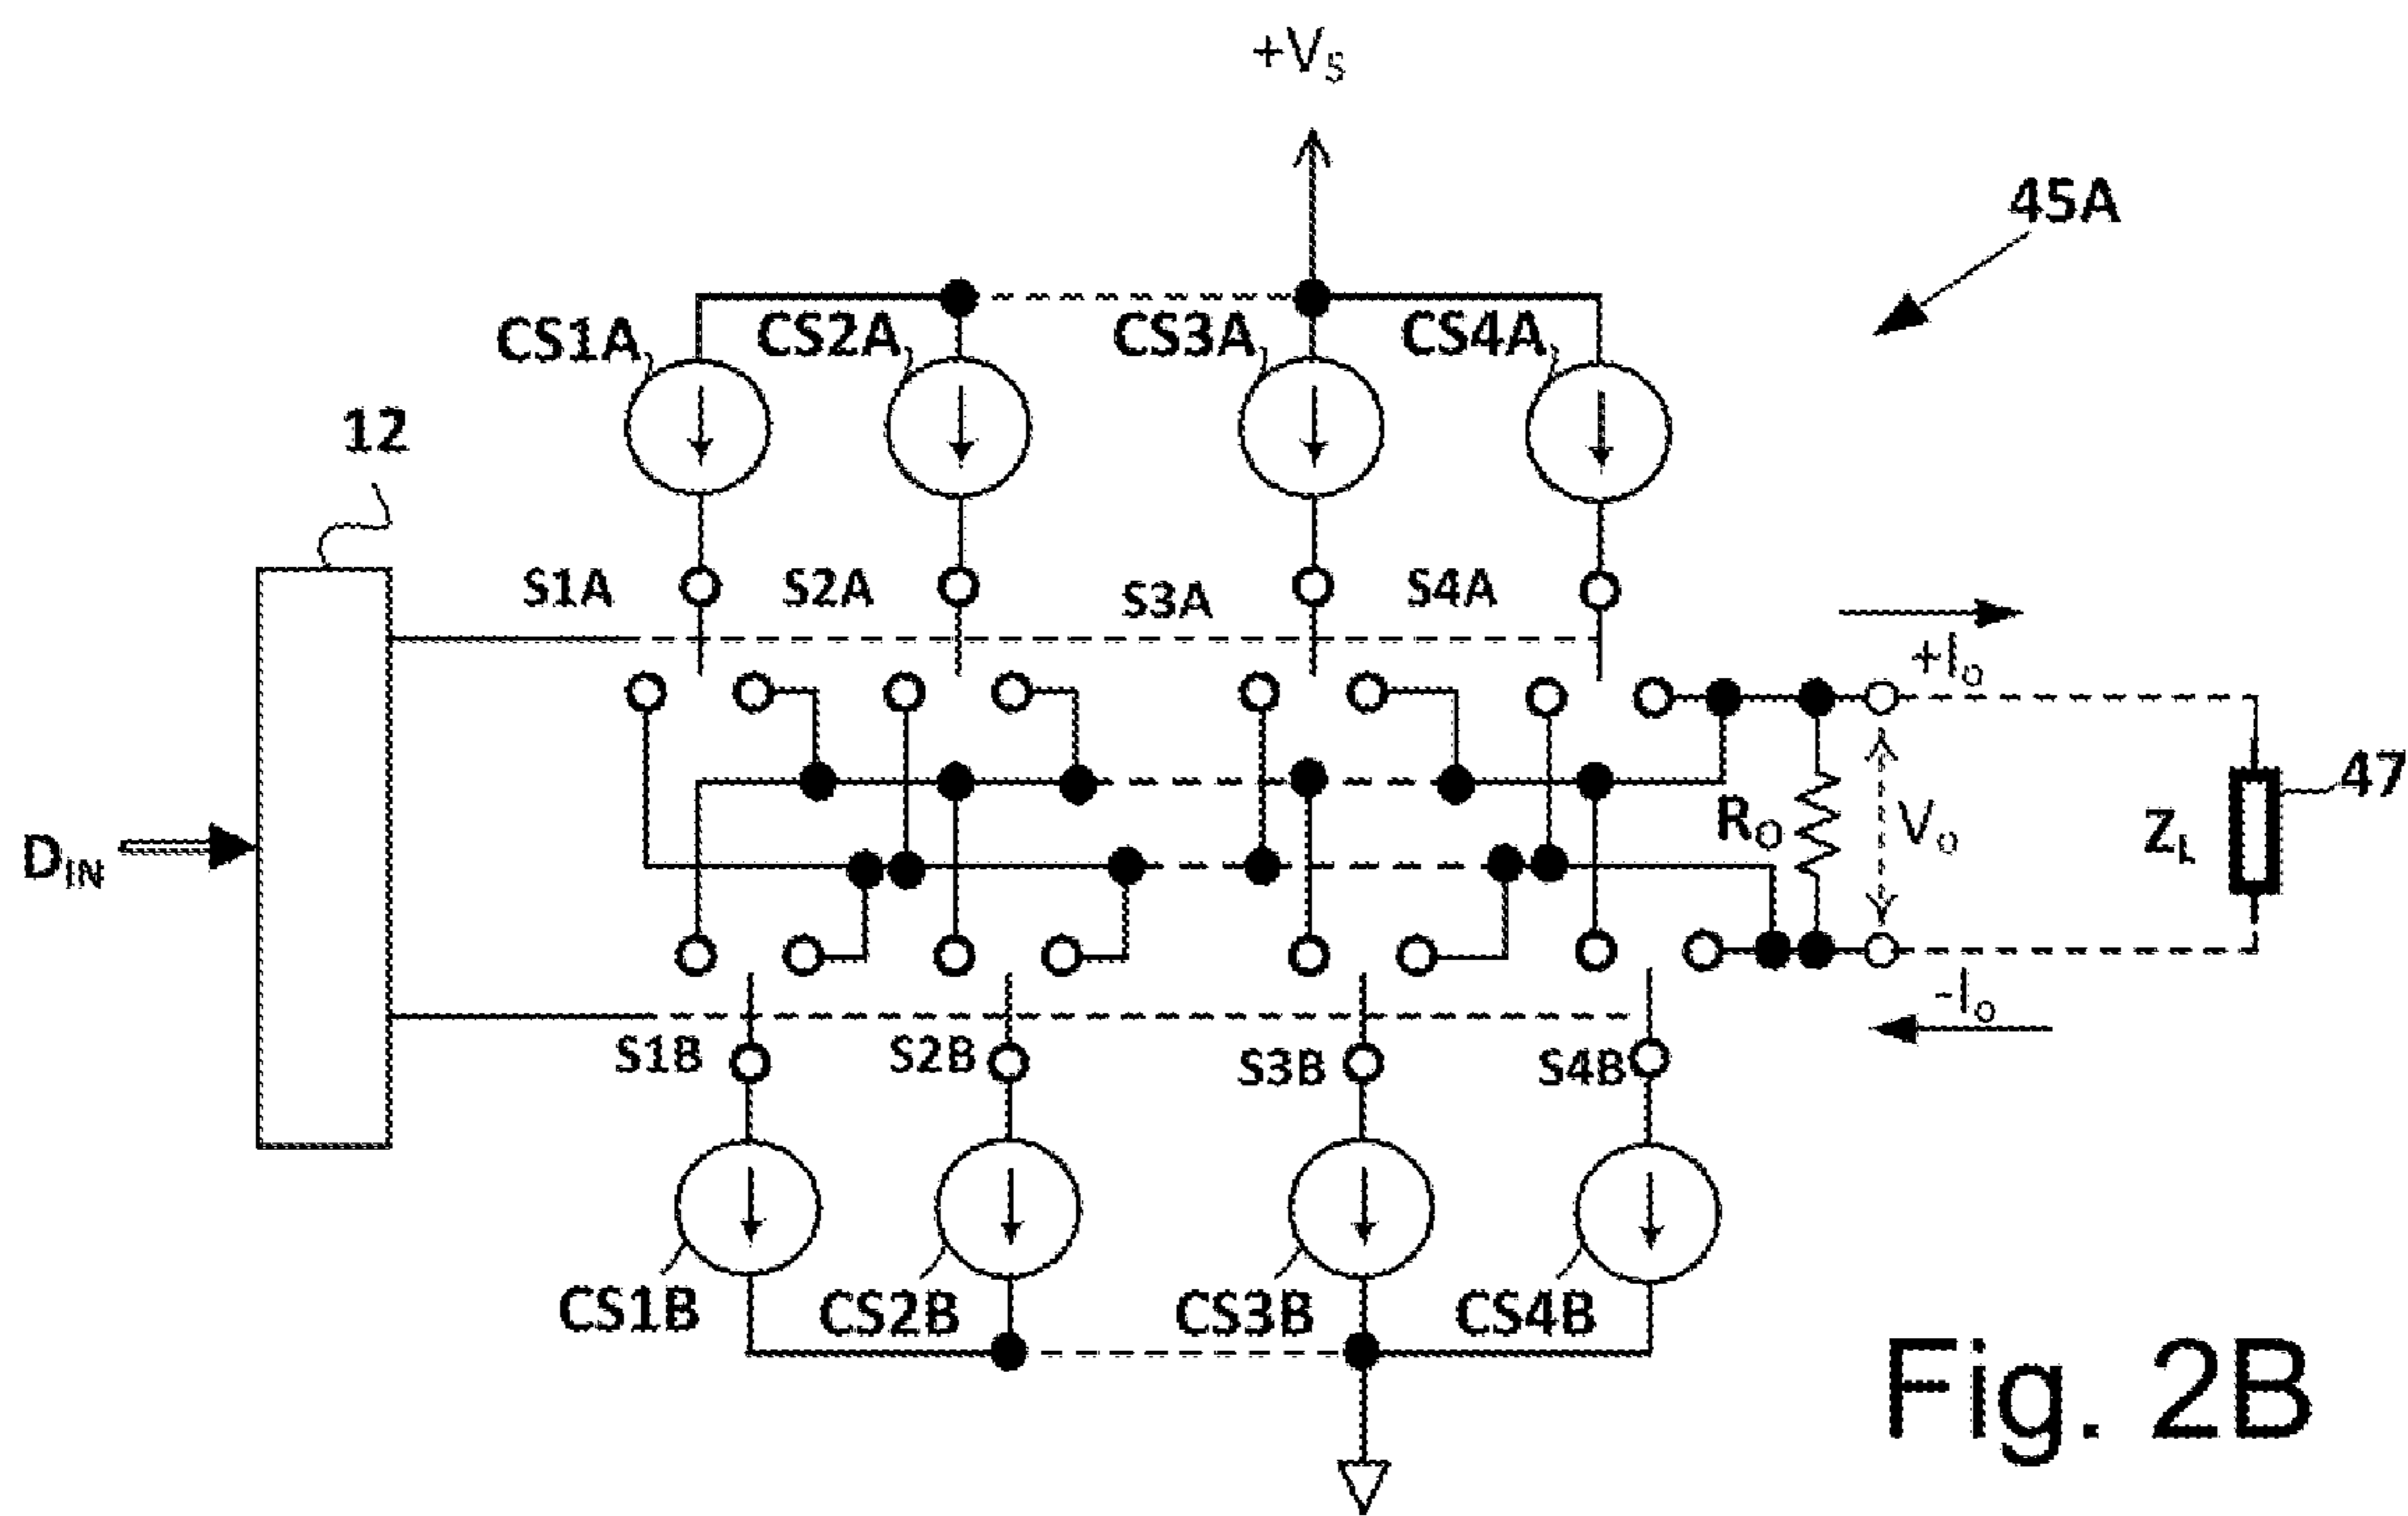 +VS
45A
CS1A CS2A CS3A CS4A
12
S1A S2A S3A S4A
+Io
DIN
RO Vo ZL 47
-Io
S1B S2B S3B S4B
CS1B CS2B CS3B CS4B
Fig. 2B